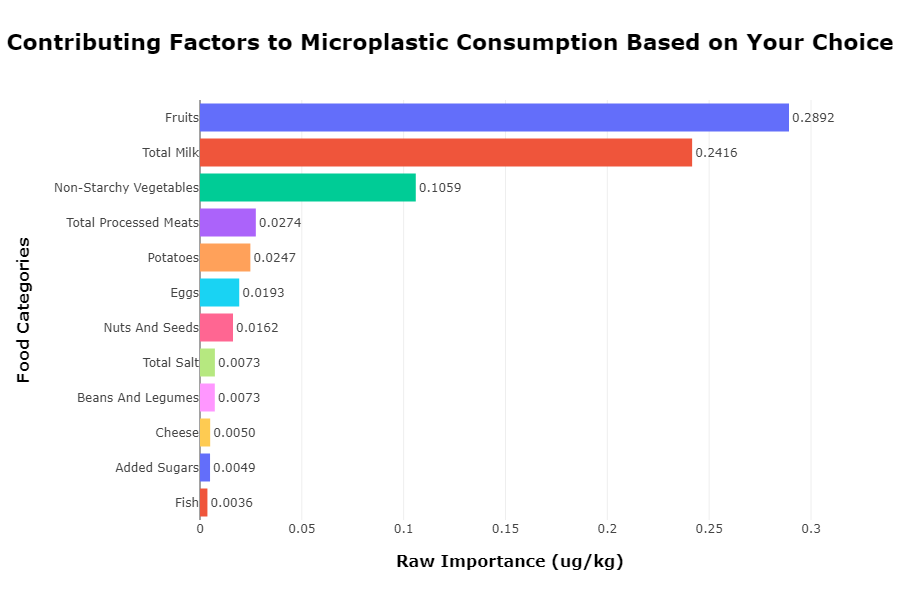 Contributing Factors to Microplastic Consumption Based on Your Choice
Food Categories
Fruits 0.2892
Total Milk 0.2416
Non-Starchy Vegetables 0.1059
Total Processed Meats 0.0274
Potatoes 0.0247
Eggs 0.0193
Nuts And Seeds 0.0162
Total Salt 0.0073
Beans And Legumes 0.0073
Cheese 0.0050
Added Sugars 0.0049
Fish 0.0036
0 0.05 0.1 0.15 0.2 0.25 0.3
Raw Importance (ug/kg)